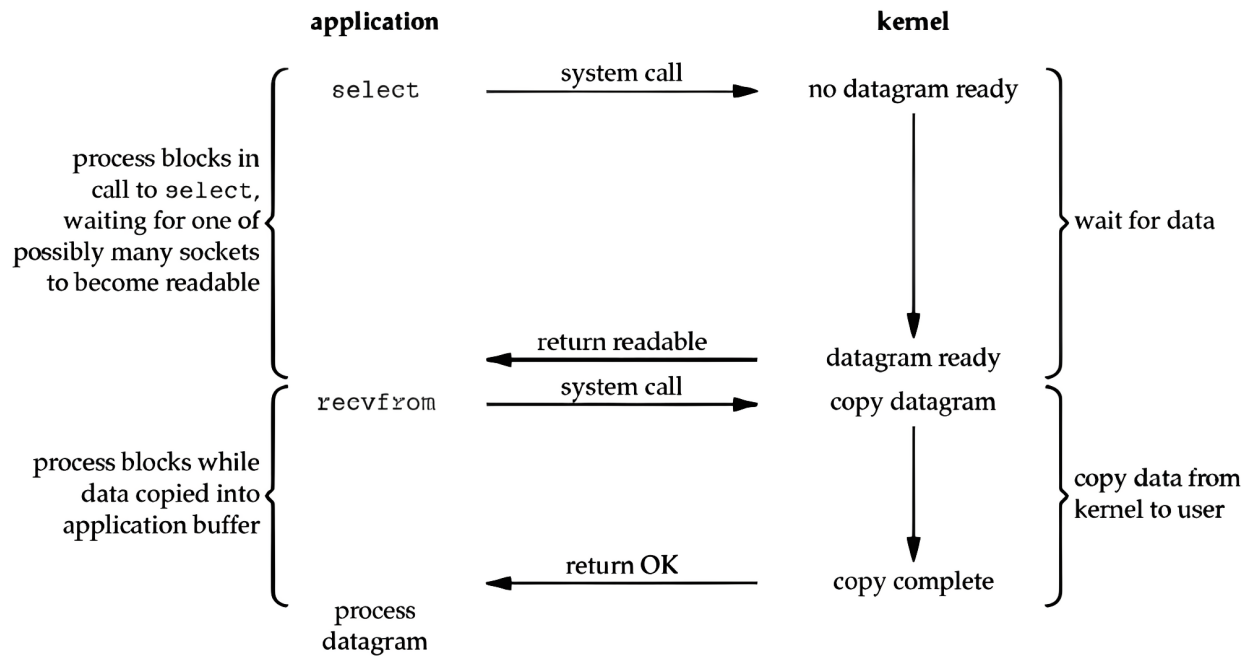 application
kernel
select
system call
no datagram ready
process blocks in
call to select,
waiting for one of
possibly many sockets
to become readable
wait for data
return readable
datagram ready
recvfrom
system call
copy datagram
process blocks while
data copied into
application buffer
copy data from
kernel to user
return OK
copy complete
process
datagram